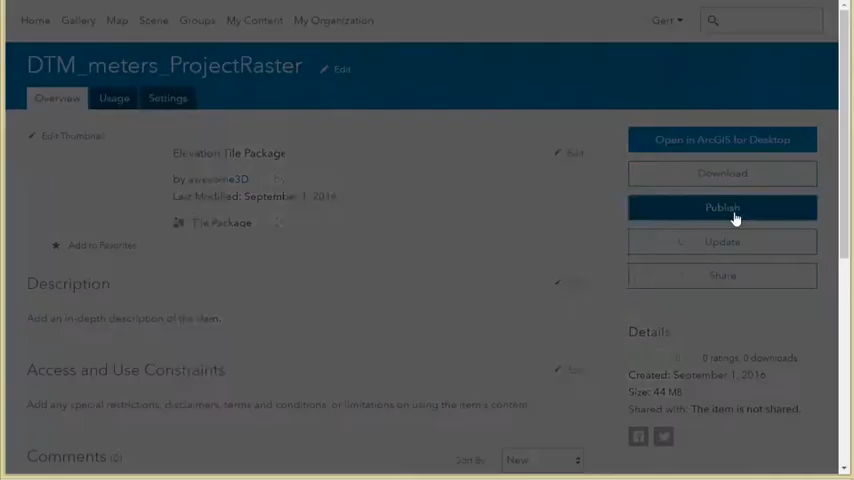 Home Gallery Map Scene Groups My Content My Organization Gert
DTM_meters_ProjectRaster Edit
Overview Usage Settings
Edit Thumbnail
Elevation Tile Package Edit
by awesome3D
Last Modified: September 1, 2016
Tile Package
Add to Favorites
Open in ArcGIS for Desktop
Download
Publish
Update
Share
Description
Add an in-depth description of the item.
Access and Use Constraints
Add any special restrictions, disclaimers, terms and conditions, or limitations on using the item's content.
Comments (0) Sort By: New
Details
0 ratings, 0 downloads
Created: September 1, 2016
Size: 44 MB
Shared with: The item is not shared.